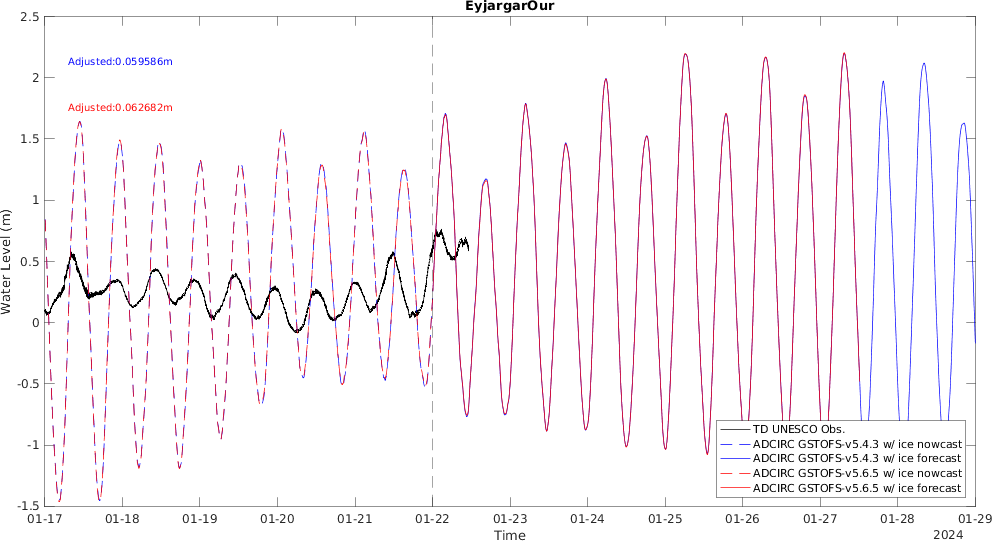 EyjargarOur
Adjusted:0.059586m
Adjusted:0.062682m
Water Level (m)
2.5
2
1.5
1
0.5
0
-0.5
-1
-1.5
TD UNESCO Obs.
ADCIRC GSTOFS-v5.4.3 w/ ice nowcast
ADCIRC GSTOFS-v5.4.3 w/ ice forecast
ADCIRC GSTOFS-v5.6.5 w/ ice nowcast
ADCIRC GSTOFS-v5.6.5 w/ ice forecast
01-17 01-18 01-19 01-20 01-21 01-22 01-23 01-24 01-25 01-26 01-27 01-28 01-29
Time
2024